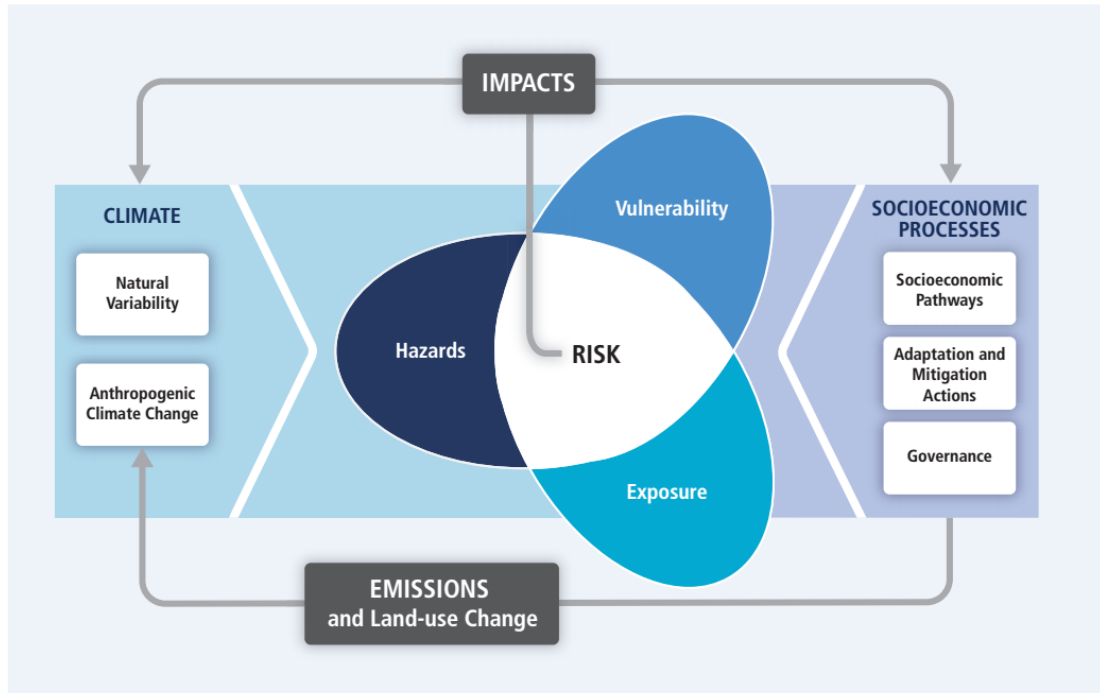 IMPACTS
CLIMATE
Natural
Variability
Anthropogenic
Climate Change
Vulnerability
Hazards
RISK
Exposure
SOCIOECONOMIC
PROCESSES
Socioeconomic
Pathways
Adaptation and
Mitigation
Actions
Governance
EMISSIONS
and Land-use Change